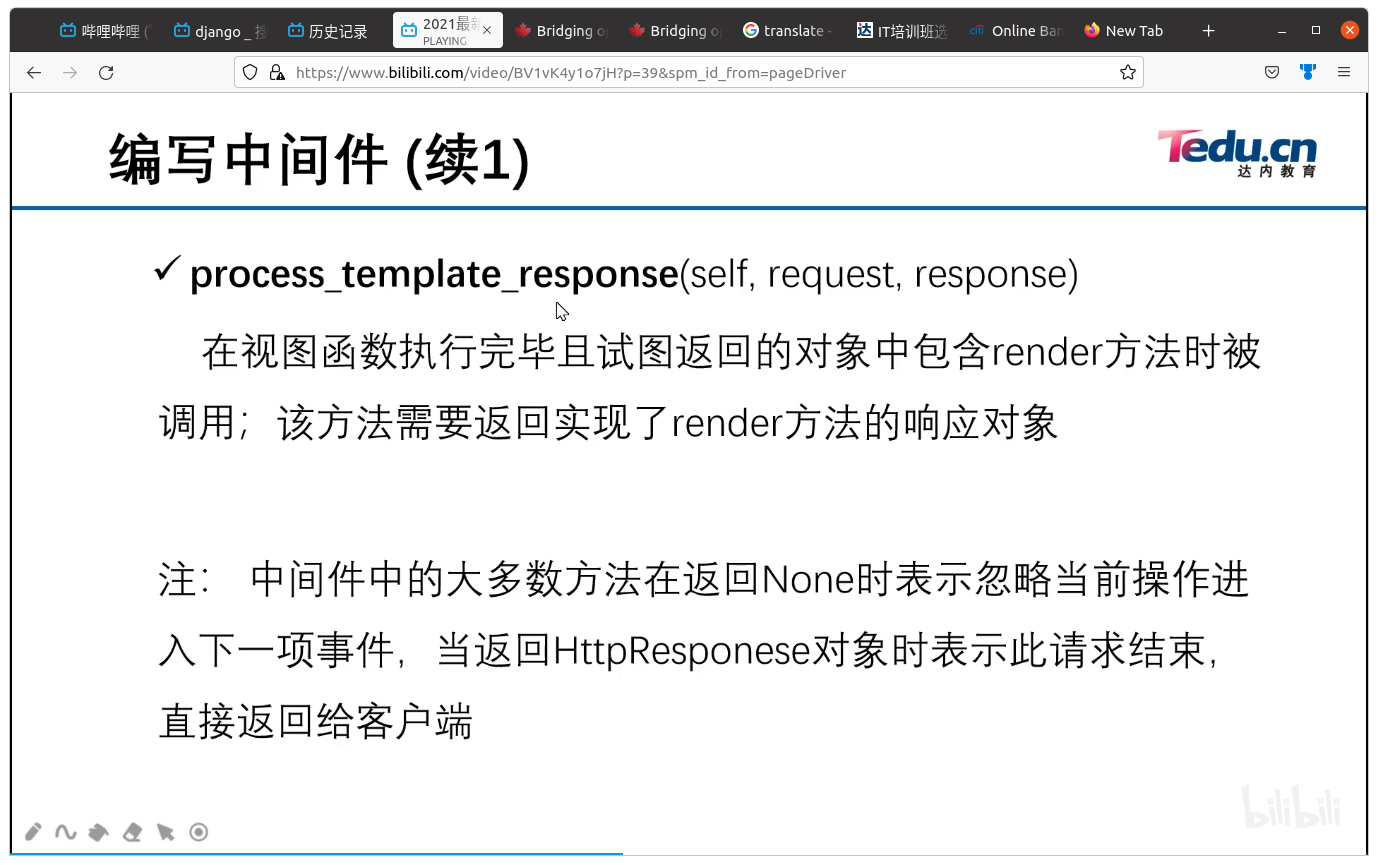 哔哩哔哩 (
django _ 搜
历史记录
2021最新
PLAYING
Bridging o
Bridging o
translate -
IT培训班选
Online Ban
New Tab
https://www.bilibili.com/video/BV1vK4y1o7jH?p=39&spm_id_from=pageDriver
编写中间件 (续1)
Tedu.cn
达内教育
✓ process_template_response(self, request, response)
在视图函数执行完毕且试图返回的对象中包含render方法时被
调用；该方法需要返回实现了render方法的响应对象
注： 中间件中的大多数方法在返回None时表示忽略当前操作进
入下一项事件，当返回HttpResponese对象时表示此请求结束，
直接返回给客户端
bilibili